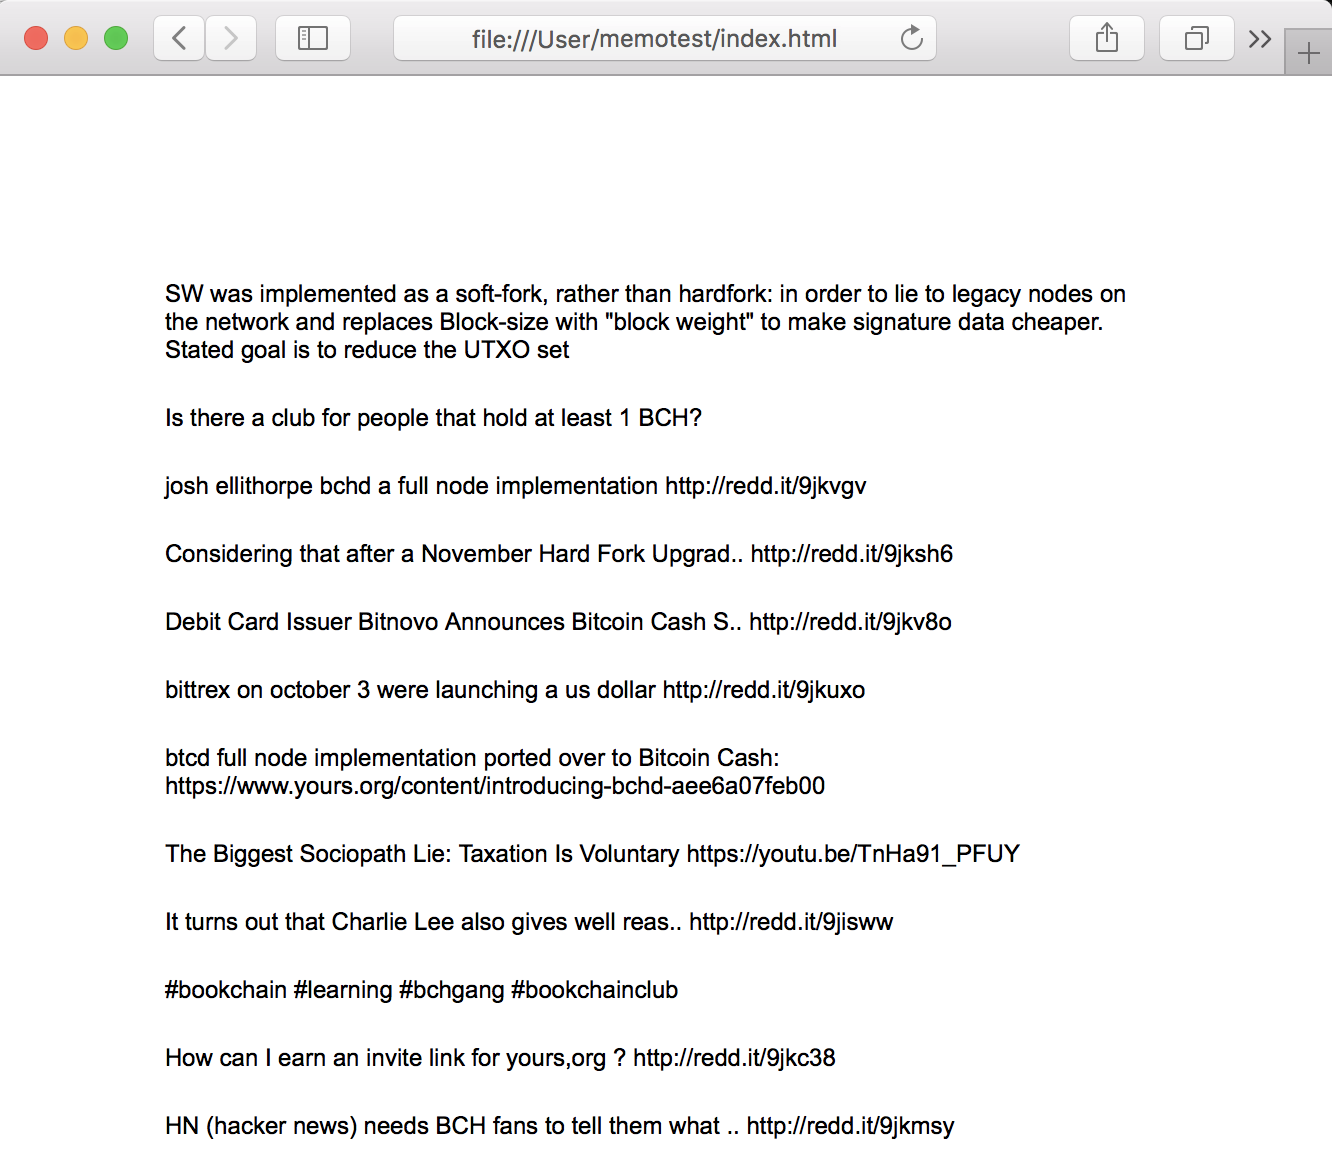 file:///User/memotest/index.html
SW was implemented as a soft-fork, rather than hardfork: in order to lie to legacy nodes on
the network and replaces Block-size with "block weight" to make signature data cheaper.
Stated goal is to reduce the UTXO set
Is there a club for people that hold at least 1 BCH?
josh ellithorpe bchd a full node implementation http://redd.it/9jkvgv
Considering that after a November Hard Fork Upgrad.. http://redd.it/9jksh6
Debit Card Issuer Bitnovo Announces Bitcoin Cash S.. http://redd.it/9jkv8o
bittrex on october 3 were launching a us dollar http://redd.it/9jkuxo
btcd full node implementation ported over to Bitcoin Cash:
https://www.yours.org/content/introducing-bchd-aee6a07feb00
The Biggest Sociopath Lie: Taxation Is Voluntary https://youtu.be/TnHa91_PFUY
It turns out that Charlie Lee also gives well reas.. http://redd.it/9jisww
#bookchain #learning #bchgang #bookchainclub
How can I earn an invite link for yours,org ? http://redd.it/9jkc38
HN (hacker news) needs BCH fans to tell them what .. http://redd.it/9jkmsy